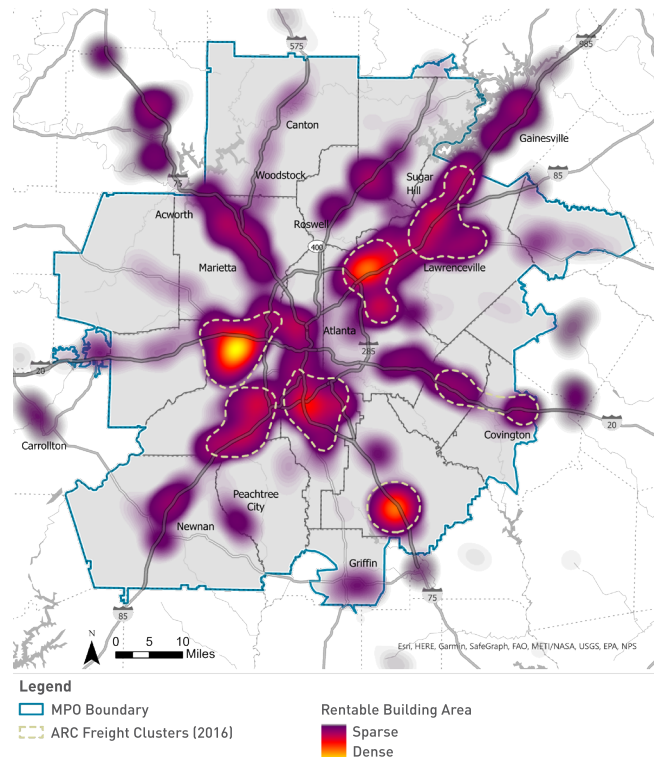 575
985
Canton
Gainesville
Woodstock
Sugar
Hill
85
75
Acworth
Roswell
400
Marietta
Lawrenceville
Atlanta
285
20
Covington
20
Carrollton
Peachtree
City
Newnan
Griffin
75
85
N
0 5 10
Miles
Esri, HERE, Garmin, SafeGraph, FAO, METI/NASA, USGS, EPA, NPS
Legend
MPO Boundary
ARC Freight Clusters (2016)
Rentable Building Area
Sparse
Dense